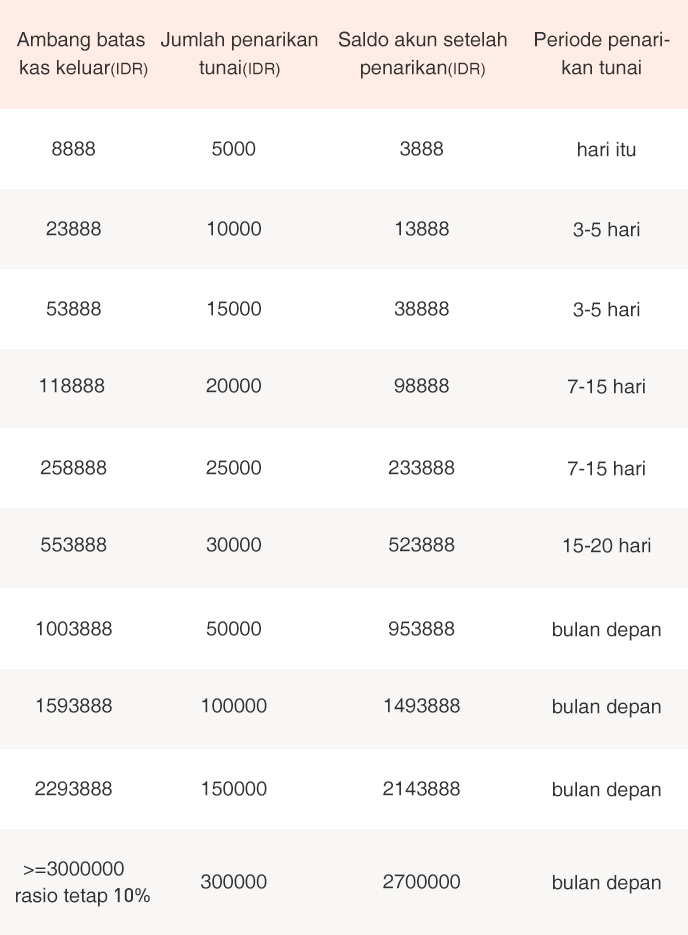 Ambang batas Jumlah penarikan Saldo akun setelah Periode penari-
kas keluar(IDR) tunai(IDR) penarikan(IDR) kan tunai
8888 5000 3888 hari itu
23888 10000 13888 3-5 hari
53888 15000 38888 3-5 hari
118888 20000 98888 7-15 hari
258888 25000 233888 7-15 hari
553888 30000 523888 15-20 hari
1003888 50000 953888 bulan depan
1593888 100000 1493888 bulan depan
2293888 150000 2143888 bulan depan
>=3000000
rasio tetap 10% 300000 2700000 bulan depan